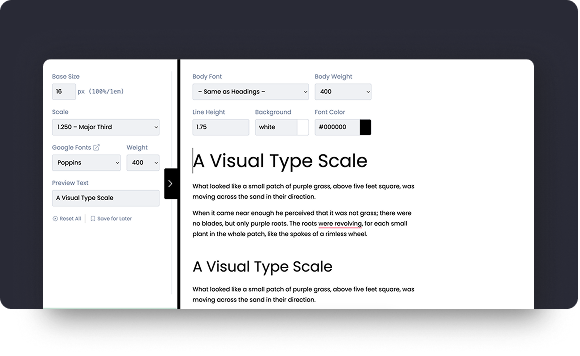 Base Size
16 px (100%/1em)
Scale
1.250 – Major Third
Google Fonts
Weight
Poppins
400
Preview Text
A Visual Type Scale
Reset All
Save for Later
Body Font
Body Weight
– Same as Headings –
400
Line Height
Background
Font Color
1.75
white
#000000
A Visual Type Scale
What looked like a small patch of purple grass, above five feet square, was
moving across the sand in their direction.
When it came near enough he perceived that it was not grass; there were
no blades, but only purple roots. The roots were revolving, for each small
plant in the whole patch, like the spokes of a rimless wheel.
A Visual Type Scale
What looked like a small patch of purple grass, above five feet square, was
moving across the sand in their direction.